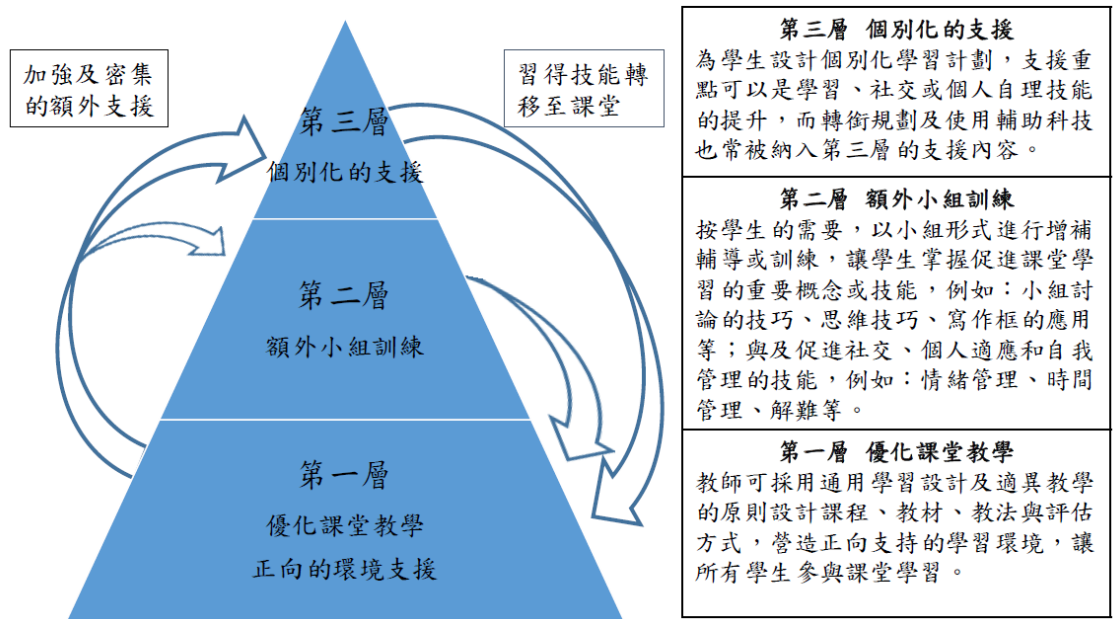 加強及密集
的額外支援
習得技能轉
移至課堂
第三層
個別化的支援
第二層
額外小組訓練
第一層
優化課堂教學
正向的環境支援
第三層 個別化的支援
為學生設計個別化學習計劃，支援重
點可以是學習、社交或個人自理技能
的提升，而轉銜規劃及使用輔助科技
也常被納入第三層的支援內容。
第二層 額外小組訓練
按學生的需要，以小組形式進行增補
輔導或訓練，讓學生掌握促進課堂學
習的重要概念或技能，例如：小組討
論的技巧、思維技巧、寫作框的應用
等；與及促進社交、個人適應和自我
管理的技能，例如：情緒管理、時間
管理、解難等。
第一層 優化課堂教學
教師可採用通用學習設計及適異教學
的原則設計課程、教材、教法與評估
方式，營造正向支持的學習環境，讓
所有學生參與課堂學習。